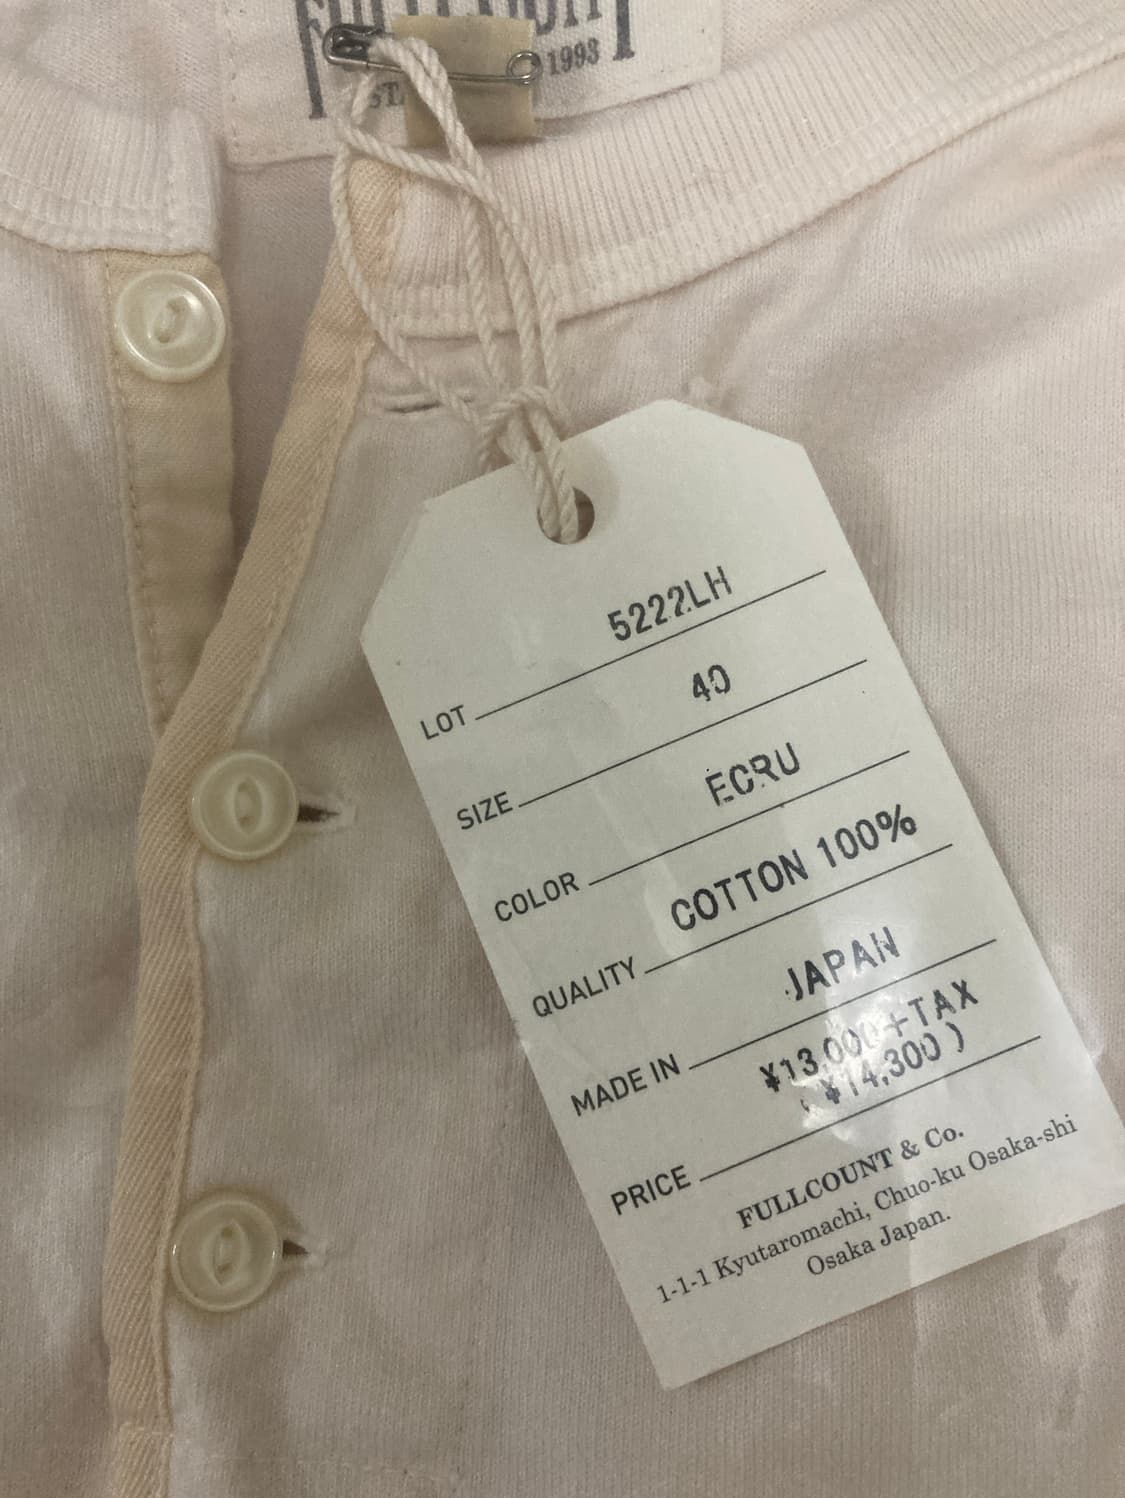 FULLCOUNT
1993
LOT 5222LH
SIZE 40
COLOR ECRU
QUALITY COTTON 100%
MADE IN JAPAN
PRICE ¥13,000+TAX
(¥14,300)
FULLCOUNT & Co.
1-1-1 Kyutaromachi, Chuo-ku Osaka-shi
Osaka Japan.